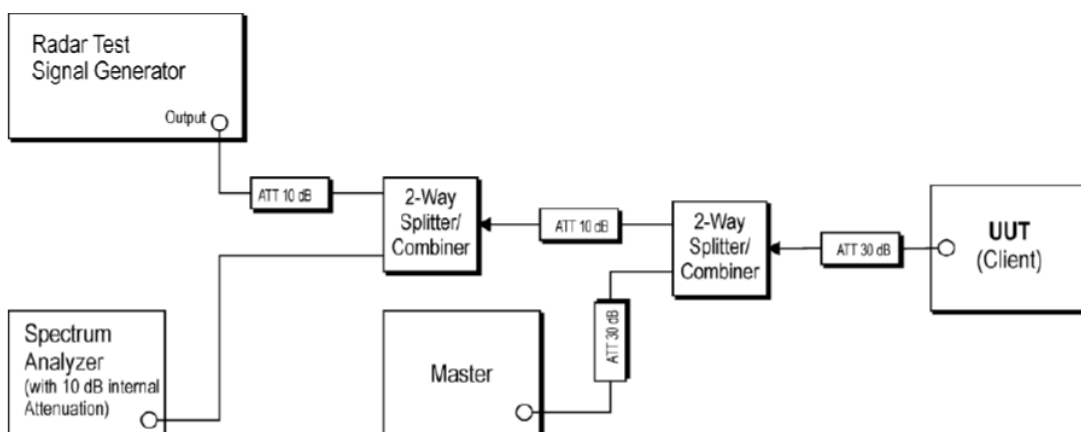 Radar Test
Signal Generator
Output
ATT 10 dB
2-Way
Splitter/
Combiner
ATT 10 dB
2-Way
Splitter/
Combiner
ATT 30 dB
UUT
(Client)
Spectrum
Analyzer
(with 10 dB internal
Attenuation)
Master
ATT 30 dB